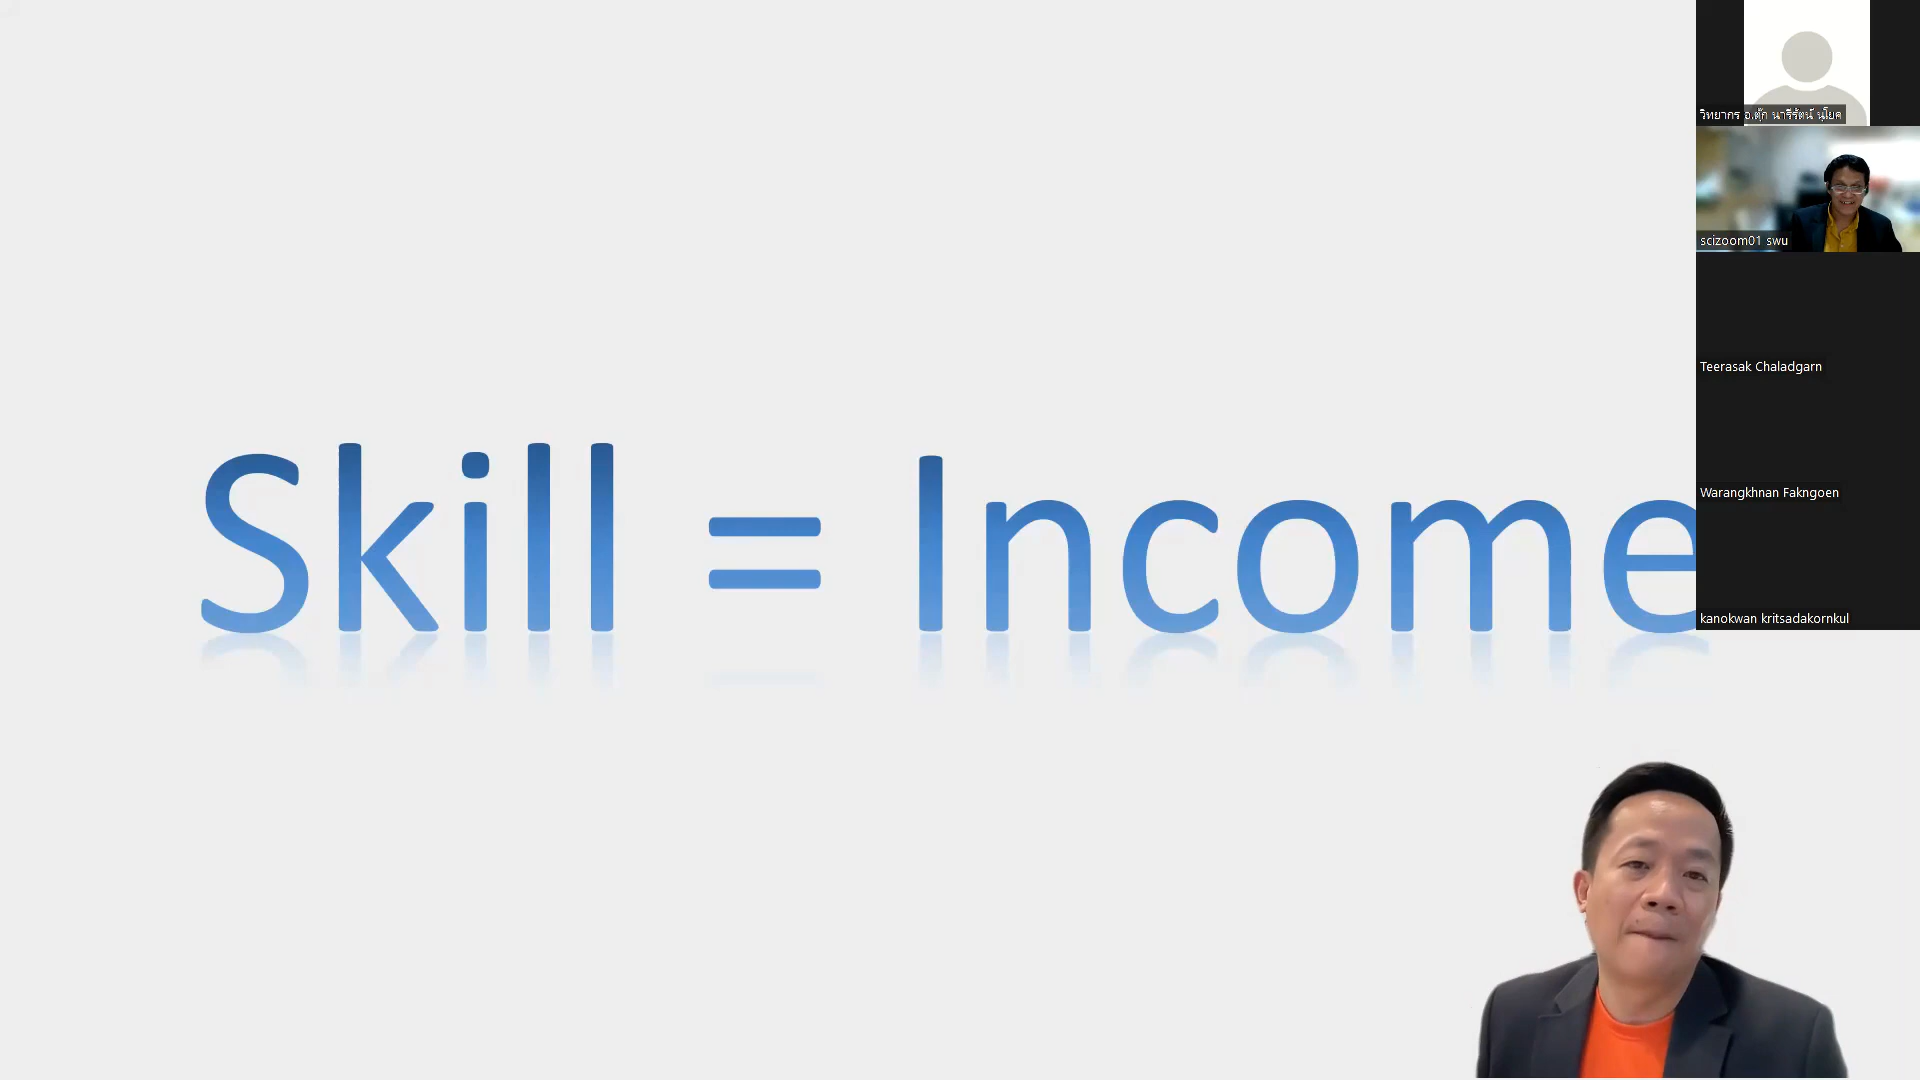 Skill = Income
วิทยากร อ.ตุ๊ก นารีรัตน์ นุโยค
scizoom01 swu
Teerasak Chaladgarn
Warangkhnan Fakngoen
kanokwan kritsadakornkul